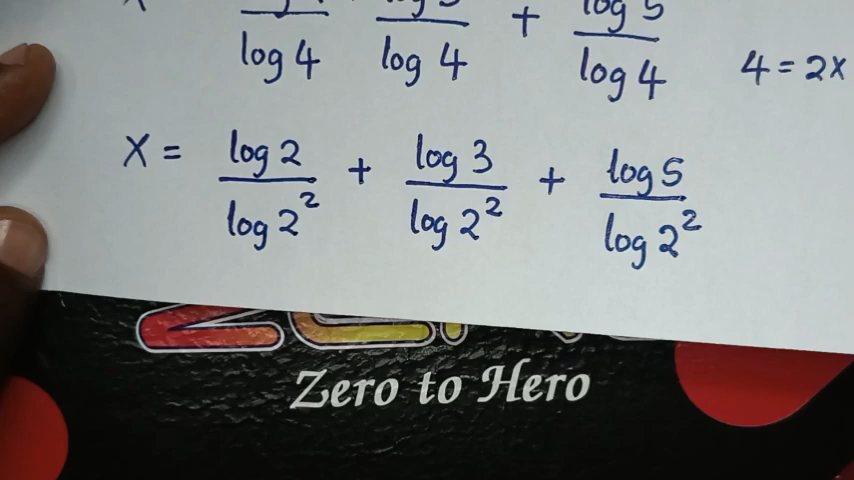 + log 5
log 4 log 4 log 4 4 = 2x
x = log 2 / log 2² + log 3 / log 2² + log 5 / log 2²
Zero to Hero